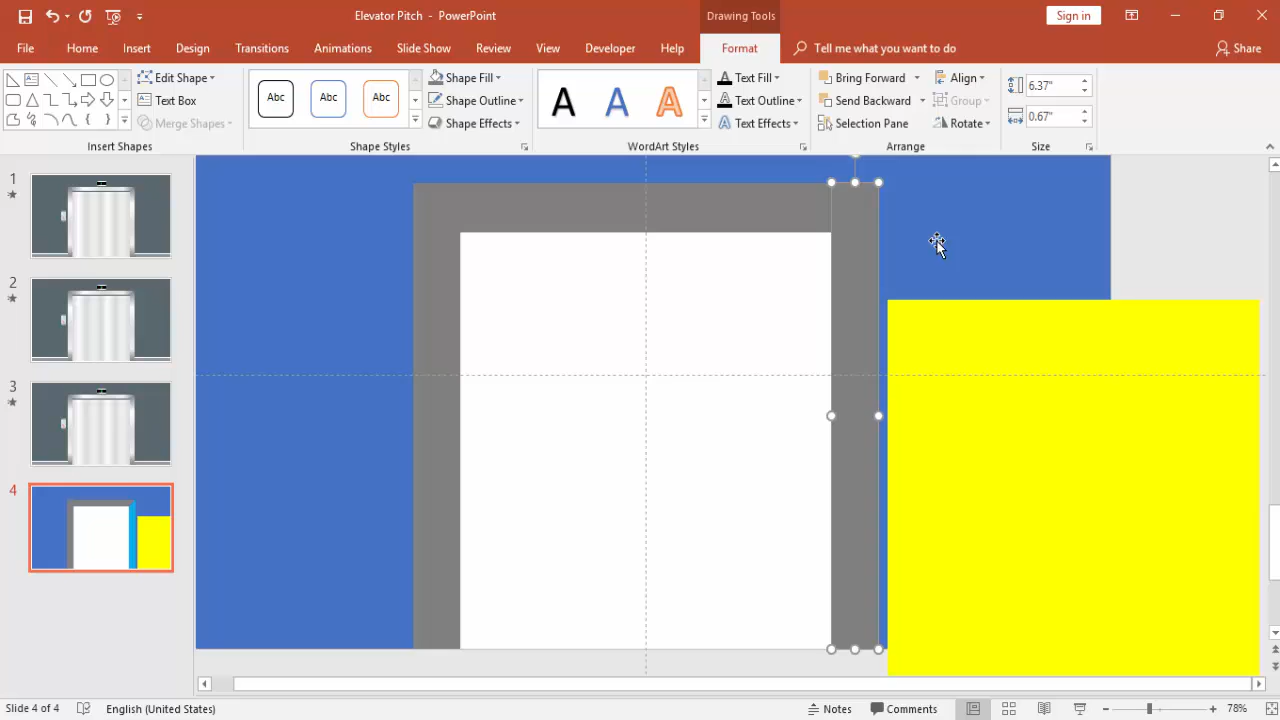 Elevator Pitch - PowerPoint
Drawing Tools
Sign in
File
Home
Insert
Design
Transitions
Animations
Slide Show
Review
View
Developer
Help
Format
Tell me what you want to do
Share
Edit Shape
Text Box
Merge Shapes
Insert Shapes
Abc
Abc
Abc
Shape Fill
Shape Outline
Shape Effects
Shape Styles
A
A
A
Text Fill
Text Outline
Text Effects
WordArt Styles
Bring Forward
Send Backward
Selection Pane
Align
Group
Rotate
Arrange
6.37"
0.67"
Size
1
2
3
4
Slide 4 of 4
English (United States)
Notes
Comments
78%